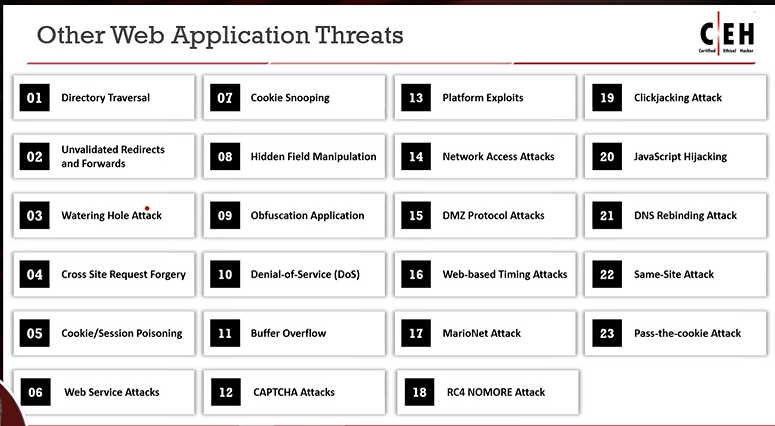 Other Web Application Threats
C|EH
Certified Ethical Hacker
01 Directory Traversal
02 Unvalidated Redirects
and Forwards
03 Watering Hole Attack
04 Cross Site Request Forgery
05 Cookie/Session Poisoning
06 Web Service Attacks
07 Cookie Snooping
08 Hidden Field Manipulation
09 Obfuscation Application
10 Denial-of-Service (DoS)
11 Buffer Overflow
12 CAPTCHA Attacks
13 Platform Exploits
14 Network Access Attacks
15 DMZ Protocol Attacks
16 Web-based Timing Attacks
17 MarioNet Attack
18 RC4 NOMORE Attack
19 Clickjacking Attack
20 JavaScript Hijacking
21 DNS Rebinding Attack
22 Same-Site Attack
23 Pass-the-cookie Attack